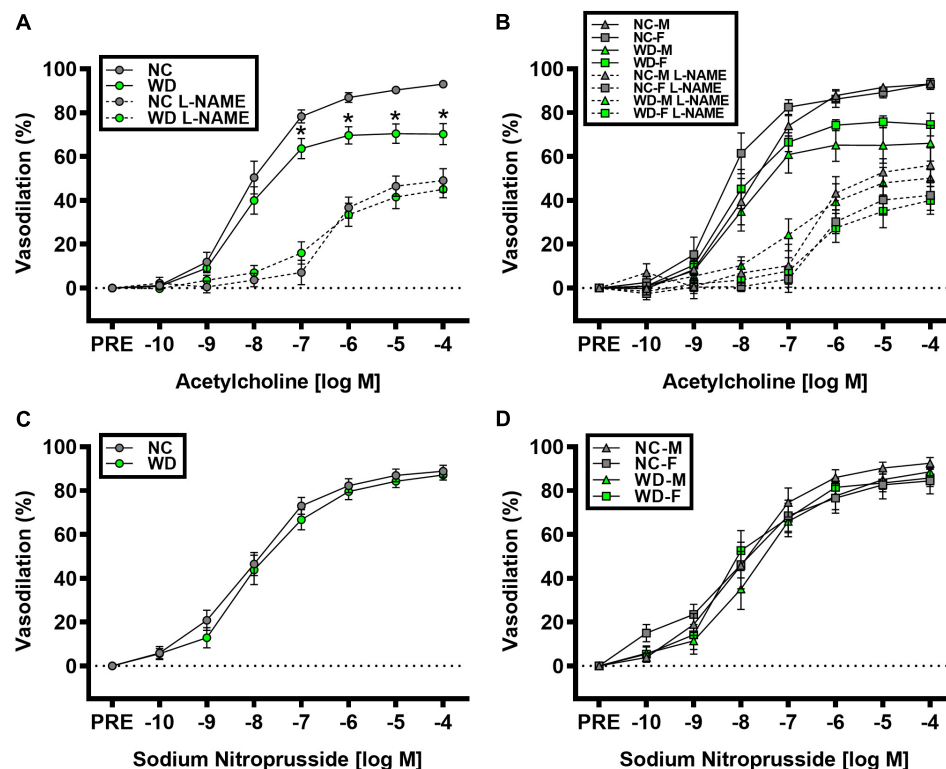 A
NC
WD
NC L-NAME
WD L-NAME
Vasodilation (%)
100
80
60
40
20
0
* * * *
PRE -10 -9 -8 -7 -6 -5 -4
Acetylcholine [log M]
B
NC-M
NC-F
WD-M
WD-F
NC-M L-NAME
NC-F L-NAME
WD-M L-NAME
WD-F L-NAME
Vasodilation (%)
100
80
60
40
20
0
PRE -10 -9 -8 -7 -6 -5 -4
Acetylcholine [log M]
C
NC
WD
Vasodilation (%)
100
80
60
40
20
0
PRE -10 -9 -8 -7 -6 -5 -4
Sodium Nitroprusside [log M]
D
NC-M
NC-F
WD-M
WD-F
Vasodilation (%)
100
80
60
40
20
0
PRE -10 -9 -8 -7 -6 -5 -4
Sodium Nitroprusside [log M]